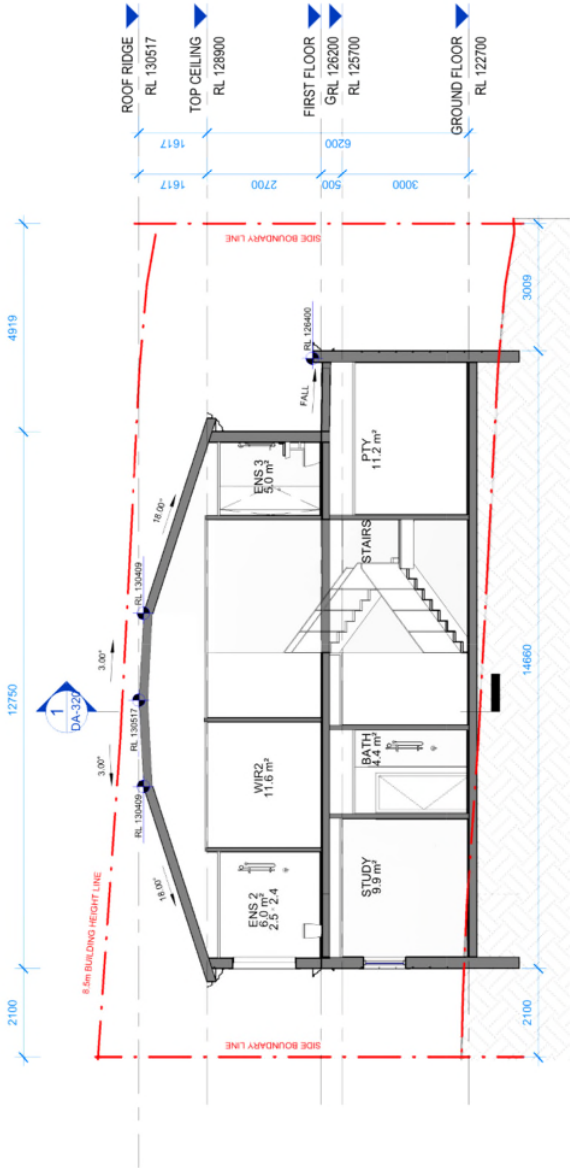 ROOF RIDGE
RL 130517
TOP CEILING
RL 128900
FIRST FLOOR
GRL 126200
RL 125700
GROUND FLOOR
RL 122700
1617
6200
1617
2700
500
3000
4919
12750
2100
SIDE BOUNDARY LINE
8.5m BUILDING HEIGHT LINE
1
DA-320
18.00°
3.00°
3.00°
18.00°
RL 130409
RL 130517
RL 130409
RL 126400
FALL
ENS 2
6.0 m²
2.5 - 2.4
WIR2
11.6 m²
ENS 3
5.0 m²
STUDY
9.9 m²
BATH
4.4 m²
STAIRS
PTY
11.2 m²
SIDE BOUNDARY LINE
2100
14660
3009